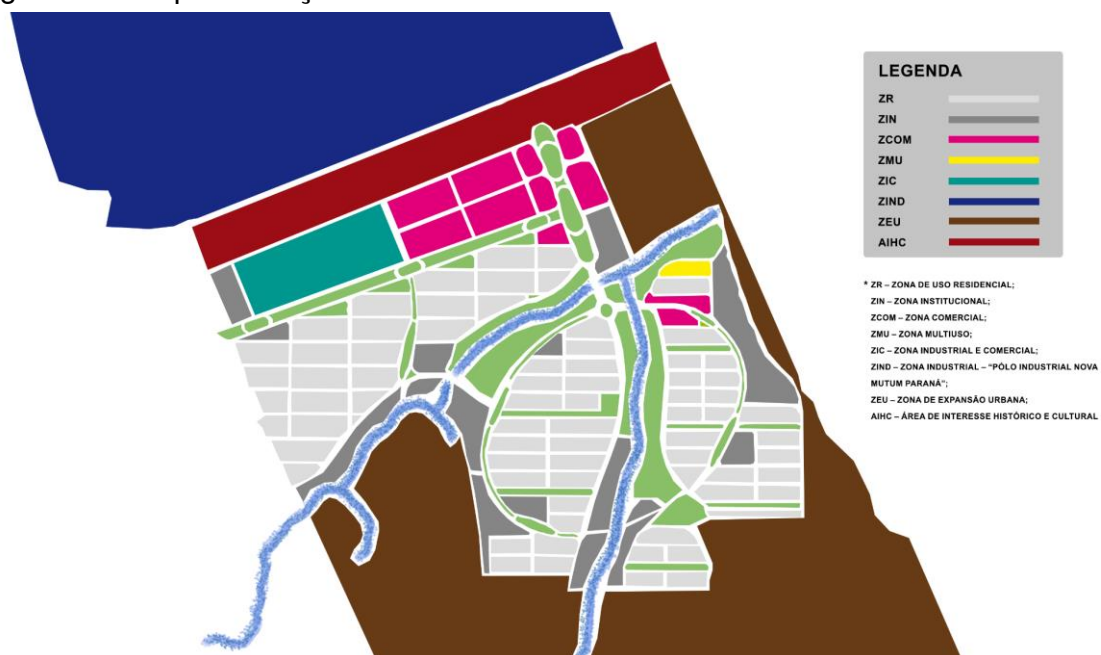 LEGENDA
ZR
ZIN
ZCOM
ZMU
ZIC
ZIND
ZEU
AIHC
* ZR – ZONA DE USO RESIDENCIAL;
ZIN – ZONA INSTITUCIONAL;
ZCOM – ZONA COMERCIAL;
ZMU – ZONA MULTIUSO;
ZIC – ZONA INDUSTRIAL E COMERCIAL;
ZIND – ZONA INDUSTRIAL – “PÓLO INDUSTRIAL NOVA
MUTUM PARANÁ”;
ZEU – ZONA DE EXPANSÃO URBANA;
AIHC – ÁREA DE INTERESSE HISTÓRICO E CULTURAL